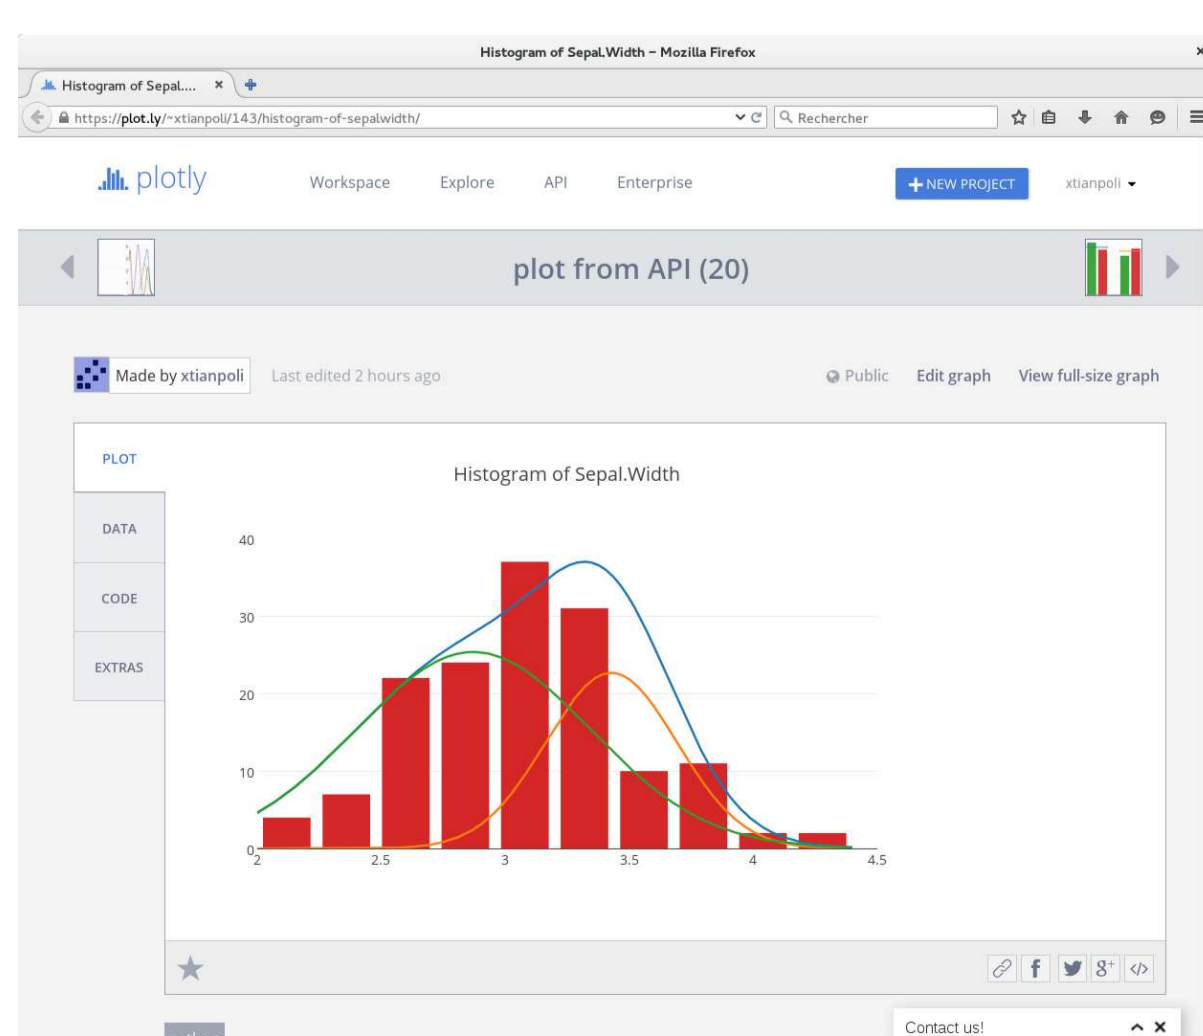 Histogram of Sepal.Width – Mozilla Firefox
Histogram of Sepal....
https://plot.ly/~xtianpoli/143/histogram-of-sepalwidth/
Rechercher
plotly
Workspace
Explore
API
Enterprise
NEW PROJECT
xtianpoli
plot from API (20)
Made by xtianpoli
Last edited 2 hours ago
Public
Edit graph
View full-size graph
PLOT
DATA
CODE
EXTRAS
Histogram of Sepal.Width
40
30
20
10
0
2
2.5
3
3.5
4
4.5
Contact us!